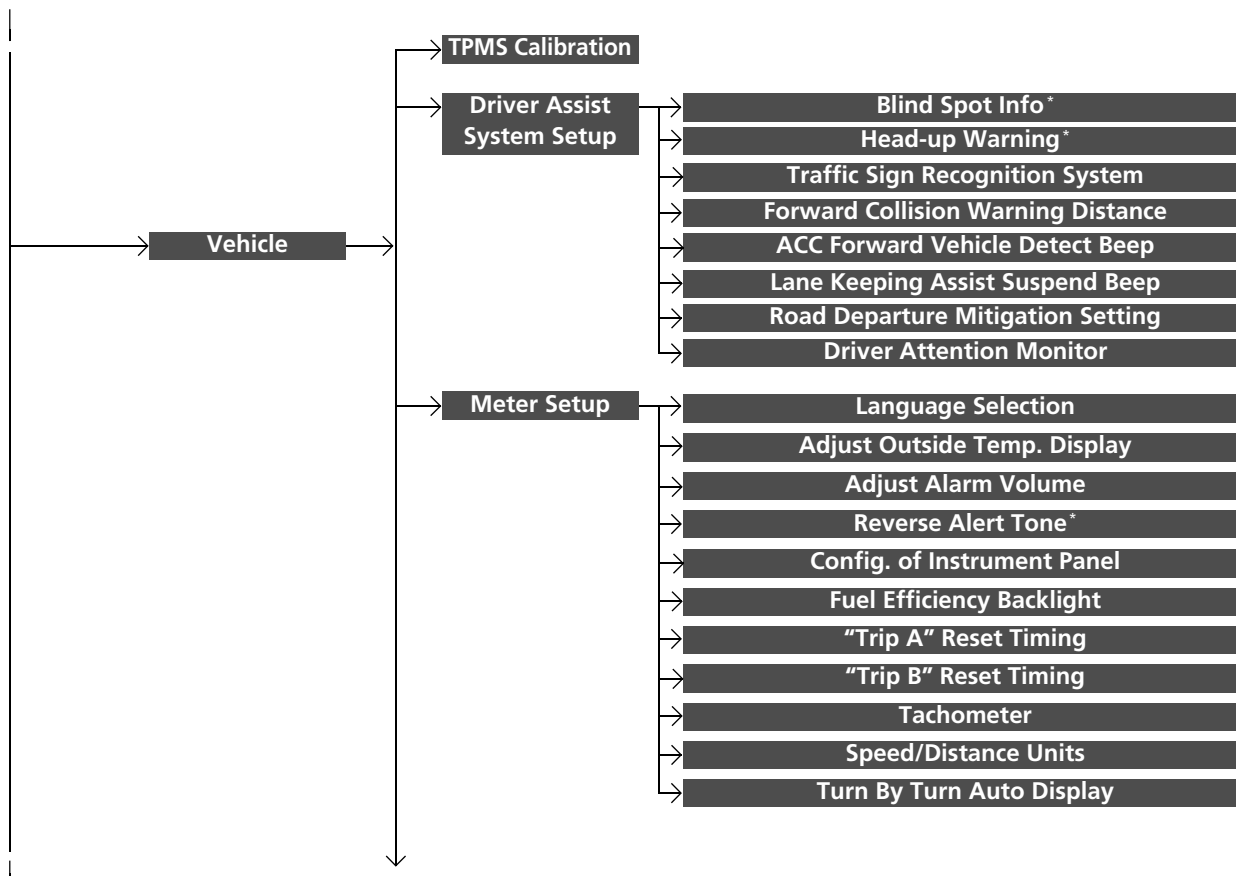 TPMS Calibration
Driver Assist
System Setup
Blind Spot Info*
Head-up Warning*
Traffic Sign Recognition System
Forward Collision Warning Distance
Vehicle
ACC Forward Vehicle Detect Beep
Lane Keeping Assist Suspend Beep
Road Departure Mitigation Setting
Driver Attention Monitor
Meter Setup
Language Selection
Adjust Outside Temp. Display
Adjust Alarm Volume
Reverse Alert Tone*
Config. of Instrument Panel
Fuel Efficiency Backlight
“Trip A” Reset Timing
“Trip B” Reset Timing
Tachometer
Speed/Distance Units
Turn By Turn Auto Display